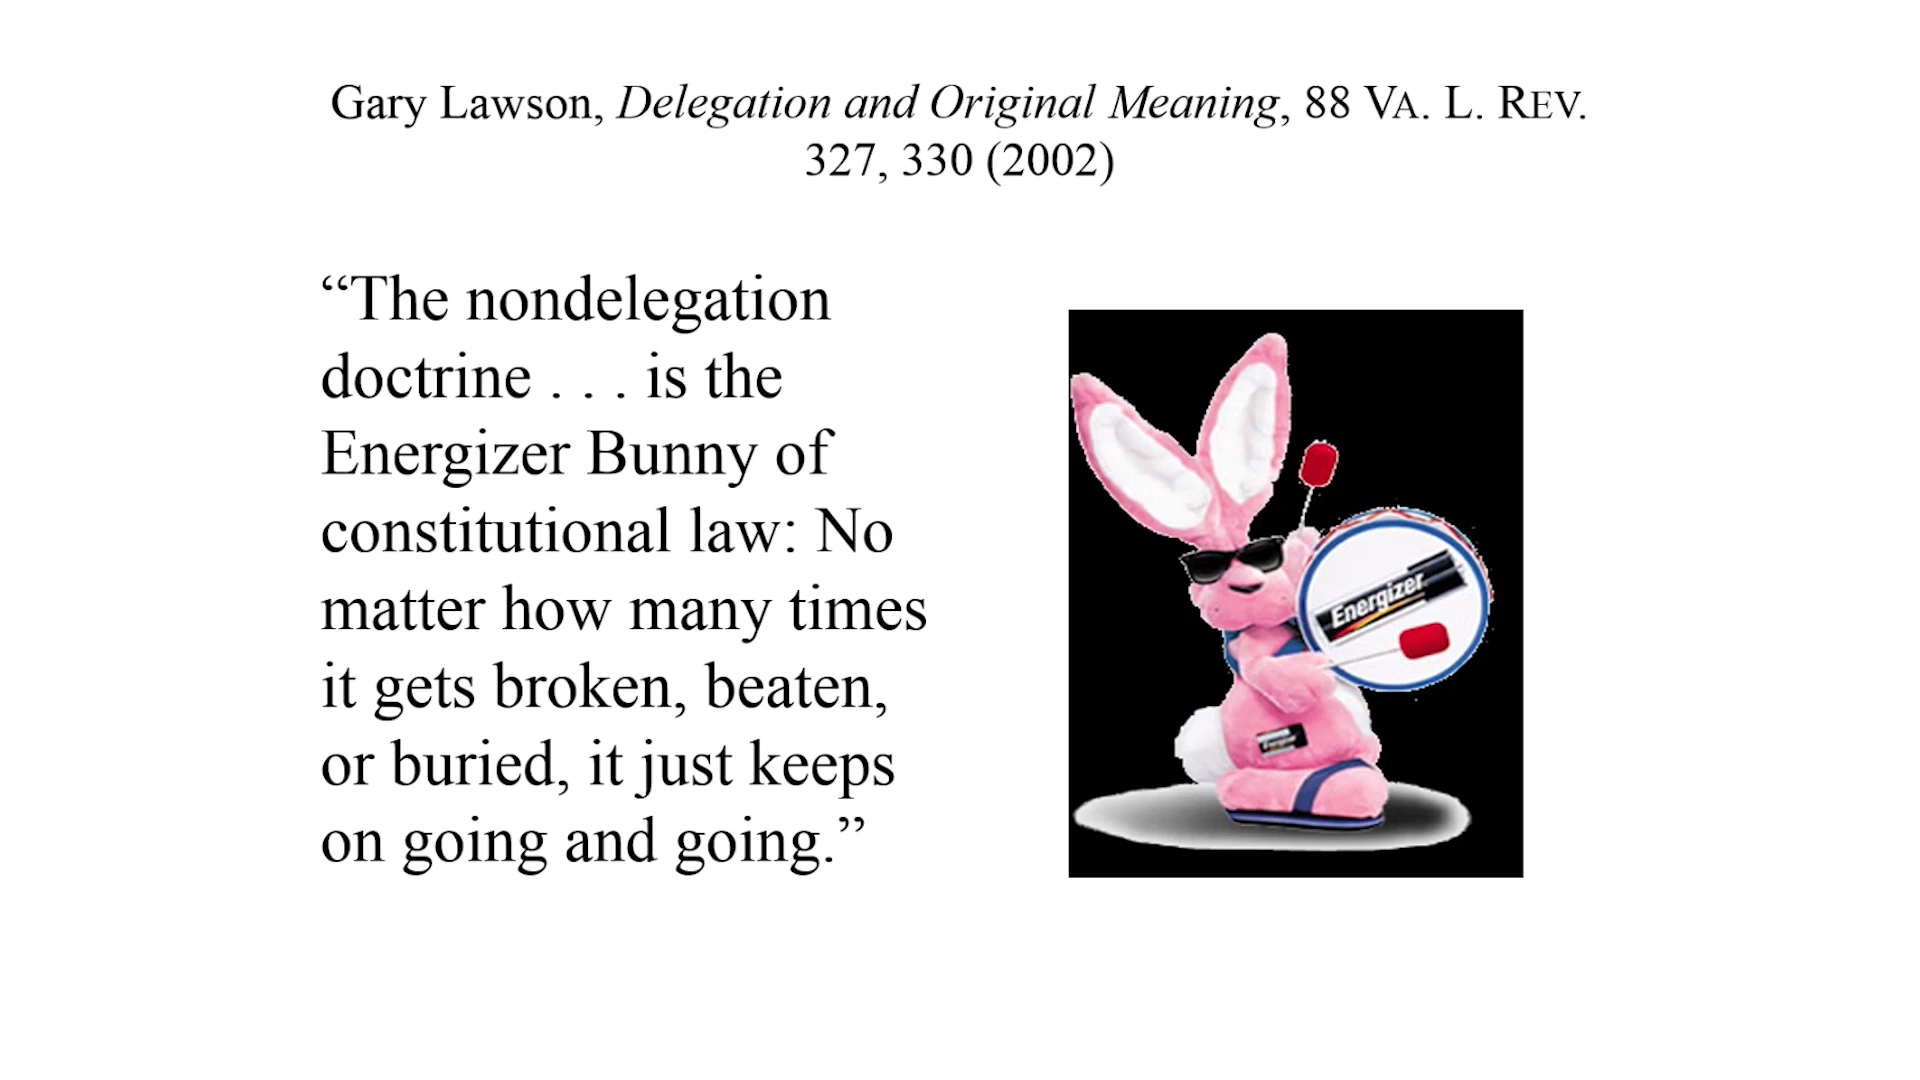 Gary Lawson, Delegation and Original Meaning, 88 VA. L. REV.
327, 330 (2002)
“The nondelegation
doctrine . . . is the
Energizer Bunny of
constitutional law: No
matter how many times
it gets broken, beaten,
or buried, it just keeps
on going and going.”
Energizer